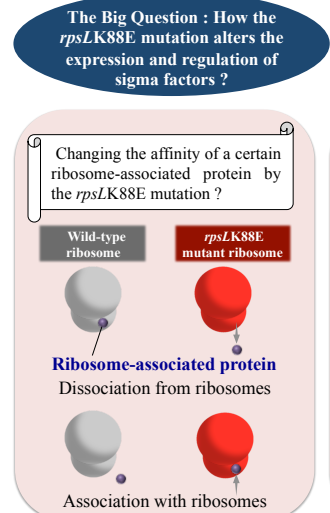 The Big Question : How the
rpsLK88E mutation alters the
expression and regulation of
sigma factors ?
Changing the affinity of a certain
ribosome-associated protein by
the rpsLK88E mutation ?
Wild-type
ribosome
rpsLK88E
mutant ribosome
Ribosome-associated protein
Dissociation from ribosomes
Association with ribosomes